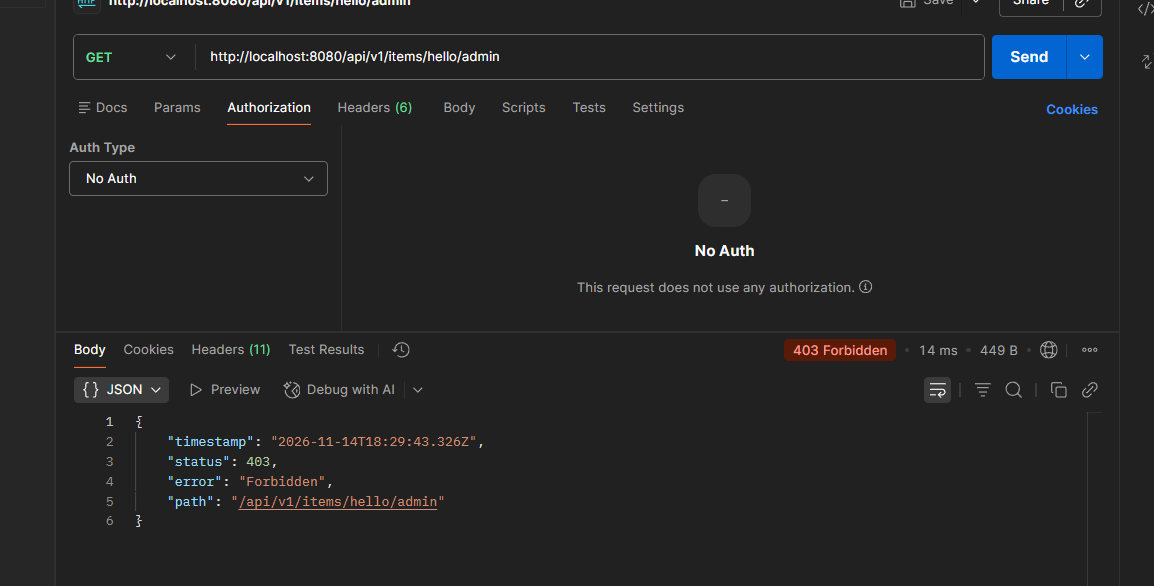 HTTP http://localhost:8080/api/v1/items/hello/admin Save Share
GET http://localhost:8080/api/v1/items/hello/admin Send
Docs Params Authorization Headers (6) Body Scripts Tests Settings Cookies
Auth Type
No Auth
No Auth
This request does not use any authorization.
Body Cookies Headers (11) Test Results 403 Forbidden • 14 ms • 449 B
{} JSON Preview Debug with AI
1 {
2 "timestamp": "2026-11-14T18:29:43.326Z",
3 "status": 403,
4 "error": "Forbidden",
5 "path": "/api/v1/items/hello/admin"
6 }